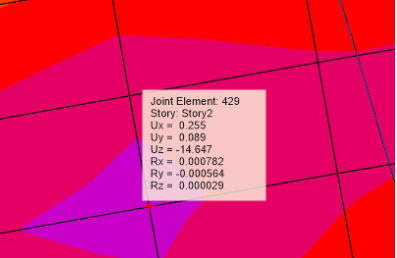 Joint Element: 429
Story: Story2
Ux = 0.255
Uy = 0.089
Uz = -14.647
Rx = 0.000782
Ry = -0.000564
Rz = 0.000029